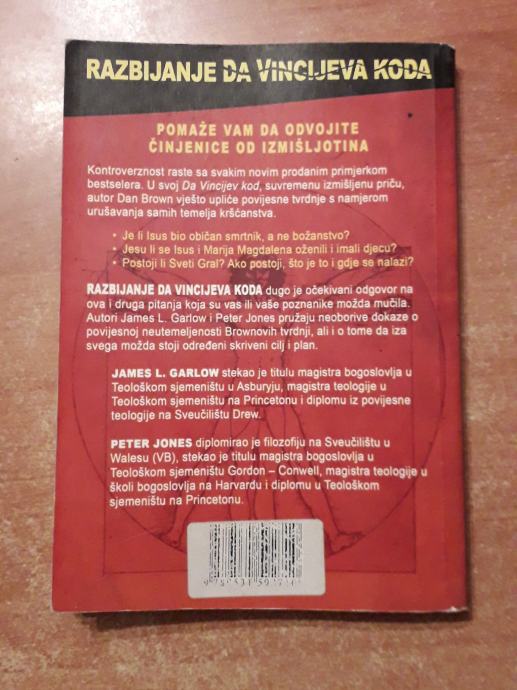 RAZBIJANJE DA VINCIJEVA KODA
POMAŽE VAM DA ODVOJITE
ČINJENICE OD IZMIŠLJOTINA
Kontroverznost raste sa svakim novim prodanim primjerkom
bestselera. U svoj Da Vincijev kod, suvremenu izmišljenu priču,
autor Dan Brown vješto upliće povijesne tvrdnje s namjerom
urušavanja samih temelja kršćanstva.
• Je li Isus bio običan smrtnik, a ne božanstvo?
• Jesu li se Isus i Marija Magdalena oženili i imali djecu?
• Postoji li Sveti Gral? Ako postoji, što je to i gdje se nalazi?
RAZBIJANJE DA VINCIJEVA KODA dugo je očekivani odgovor na
ova i druga pitanja koja su vas ili vaše poznanike možda mučila.
Autori James L. Garlow i Peter Jones pružaju neoborive dokaze o
povijesnoj neutemeljenosti Brownovih tvrdnji, ali i o tome da iza
svega možda stoji određeni skriveni cilj i plan.
JAMES L. GARLOW stekao je titulu magistra bogoslovlja u
Teološkom sjemeništu u Asburyju, magistra teologije u
Teološkom sjemeništu na Princetonu i diplomu iz povijesne
teologije na Sveučilištu Drew.
PETER JONES diplomirao je filozofiju na Sveučilištu u
Walesu (VB), stekao je titulu magistra bogoslovlja u
Teološkom sjemeništu Gordon – Conwell, magistra teologije u
školi bogoslovlja na Harvardu i diplomu u Teološkom
sjemeništu na Princetonu.